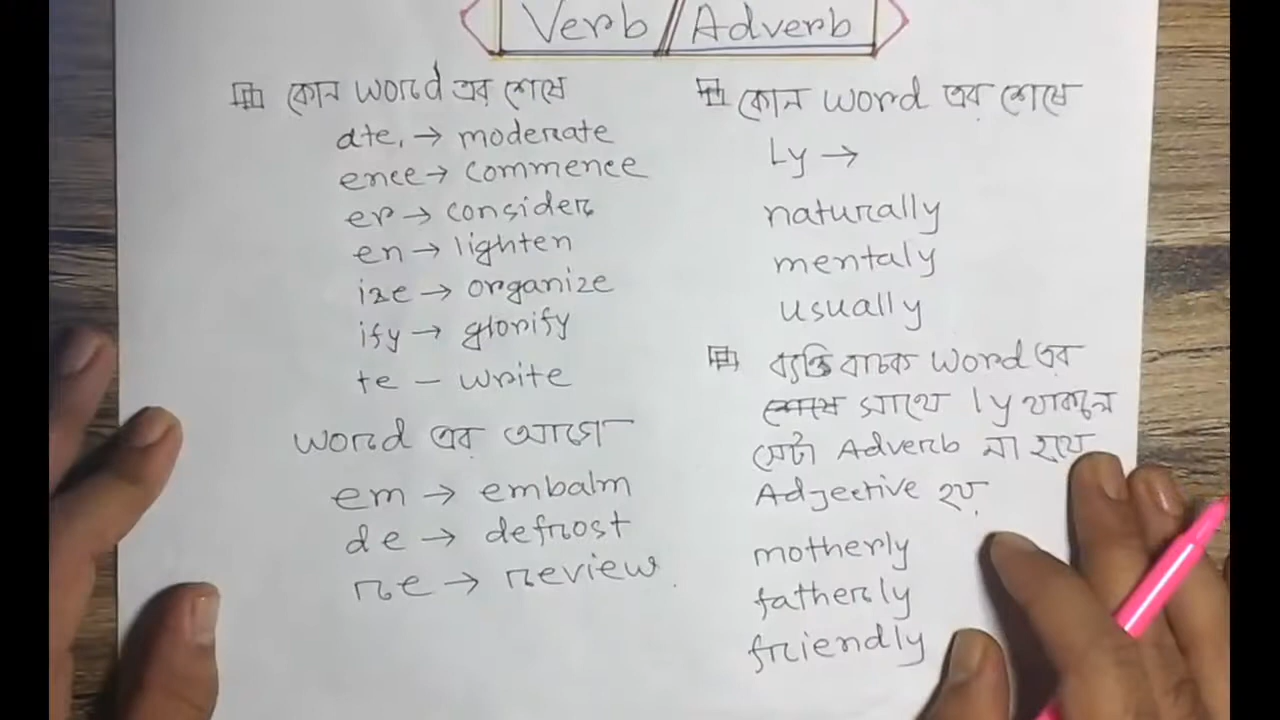 Verb // Adverb
কোন word এর শেষে
ate, → moderate
ence → commence
er → consider
en → lighten
ize → organize
ify → glorify
te – write
word এর আগে
em → embalm
de → defrost
re → review.
কোন word এর শেষে
Ly →
naturally
mentaly
usually
ব্যক্তি বাচক word এর
শেষে সাথে ly থাকলে
সেটা Adverb না হয়ে
Adjective হয়
motherly
fatherly
friendly